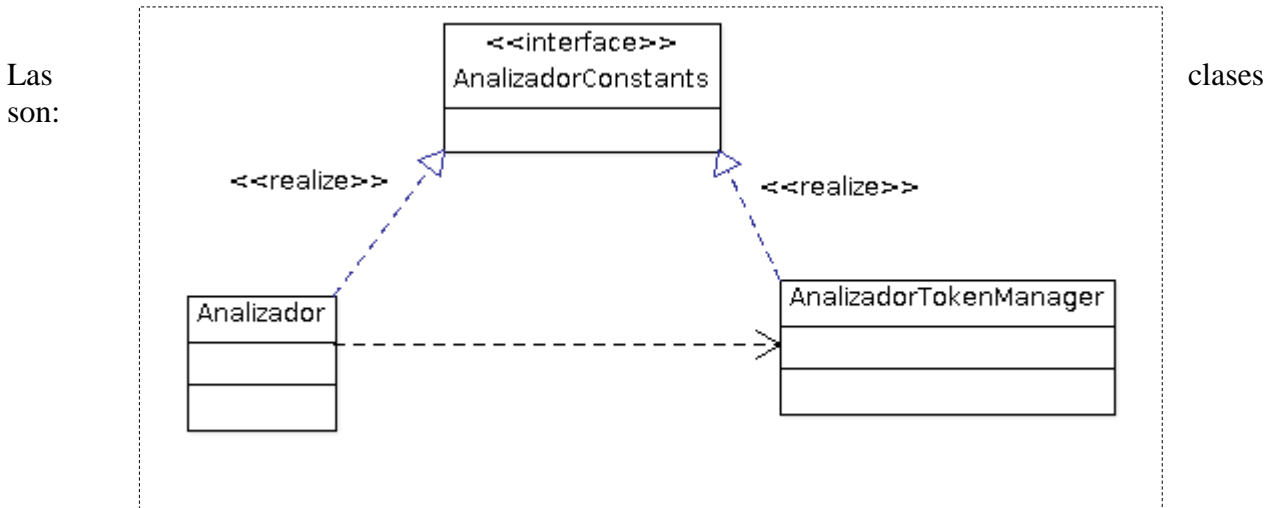 <<interface>>
AnalizadorConstants
Las clases
son:
<<realize>>
<<realize>>
Analizador
AnalizadorTokenManager